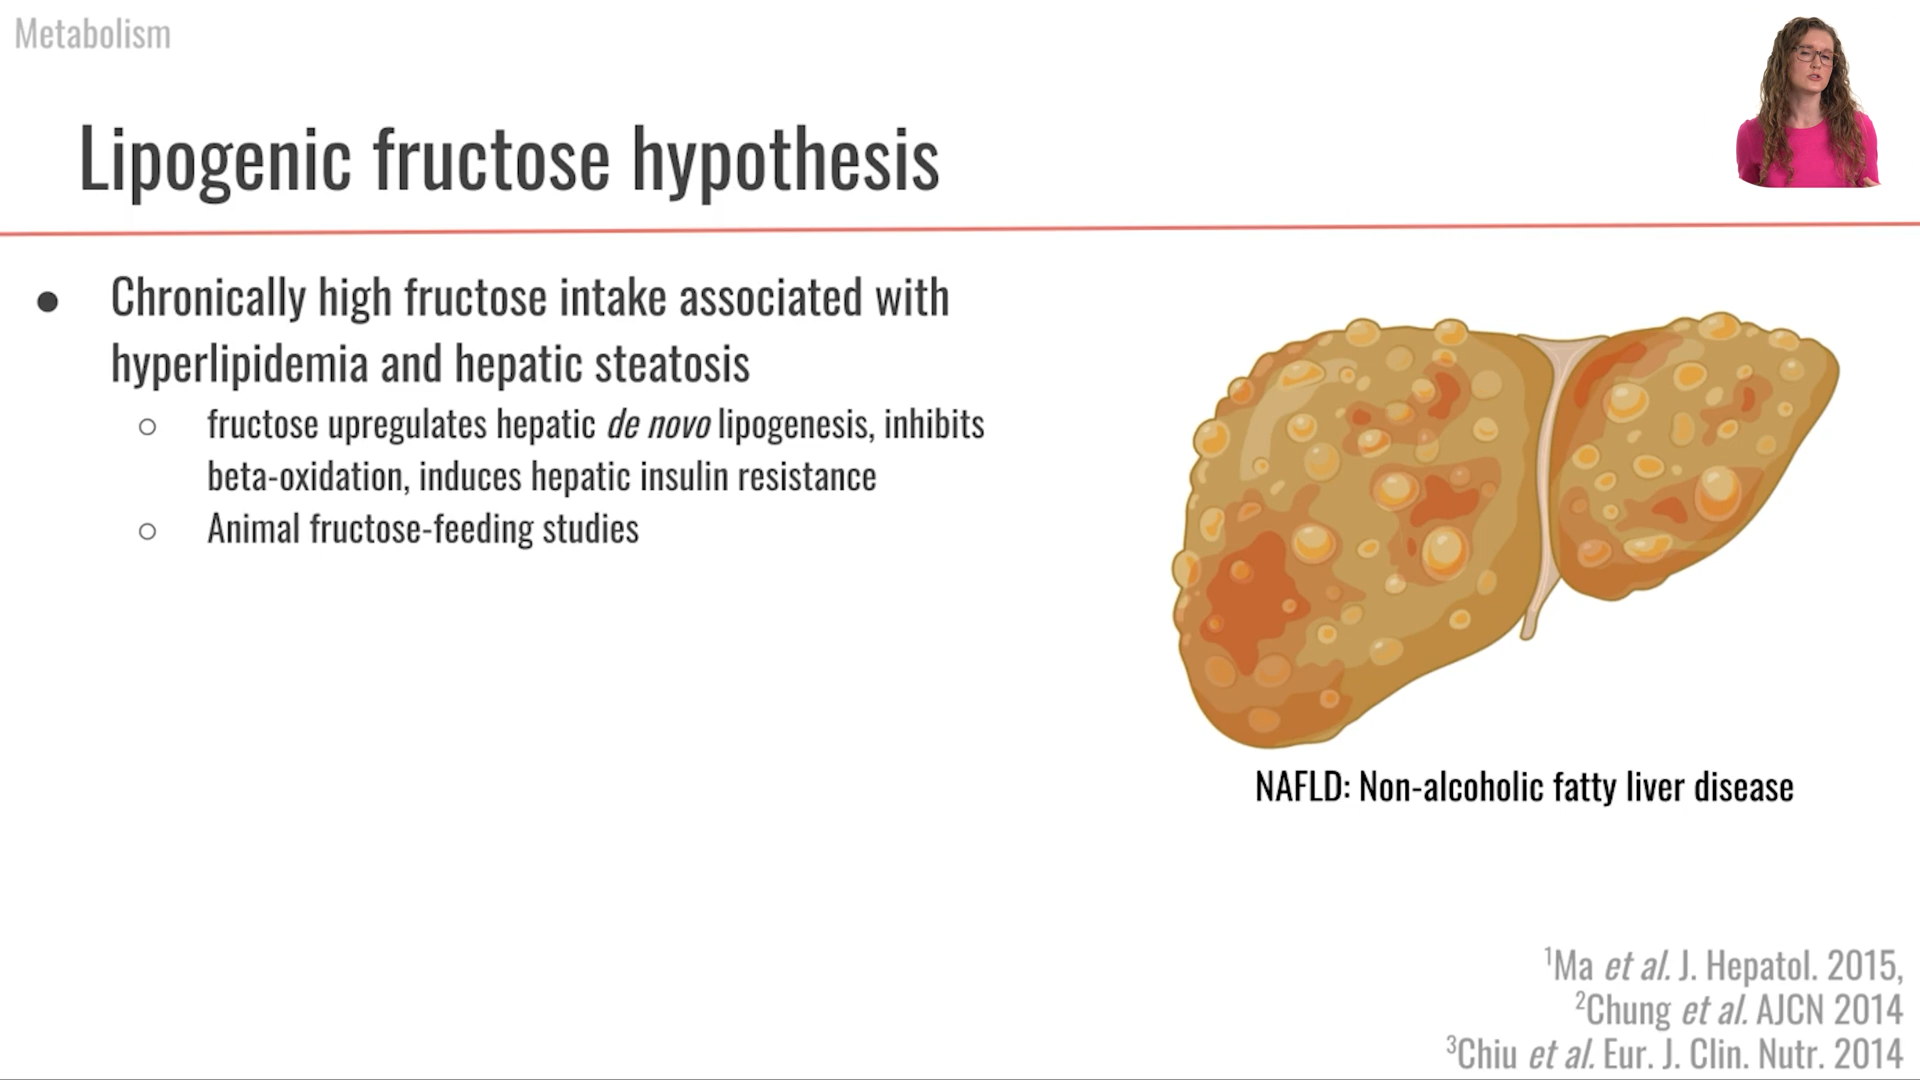 Metabolism
Lipogenic fructose hypothesis
● Chronically high fructose intake associated with
hyperlipidemia and hepatic steatosis
○ fructose upregulates hepatic de novo lipogenesis, inhibits
beta-oxidation, induces hepatic insulin resistance
○ Animal fructose-feeding studies
NAFLD: Non-alcoholic fatty liver disease
¹Ma et al. J. Hepatol. 2015,
²Chung et al. AJCN 2014
³Chiu et al. Eur. J. Clin. Nutr. 2014